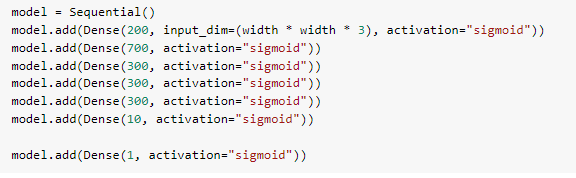 model = Sequential()
model.add(Dense(200, input_dim=(width * width * 3), activation="sigmoid"))
model.add(Dense(700, activation="sigmoid"))
model.add(Dense(300, activation="sigmoid"))
model.add(Dense(300, activation="sigmoid"))
model.add(Dense(300, activation="sigmoid"))
model.add(Dense(10, activation="sigmoid"))
model.add(Dense(1, activation="sigmoid"))